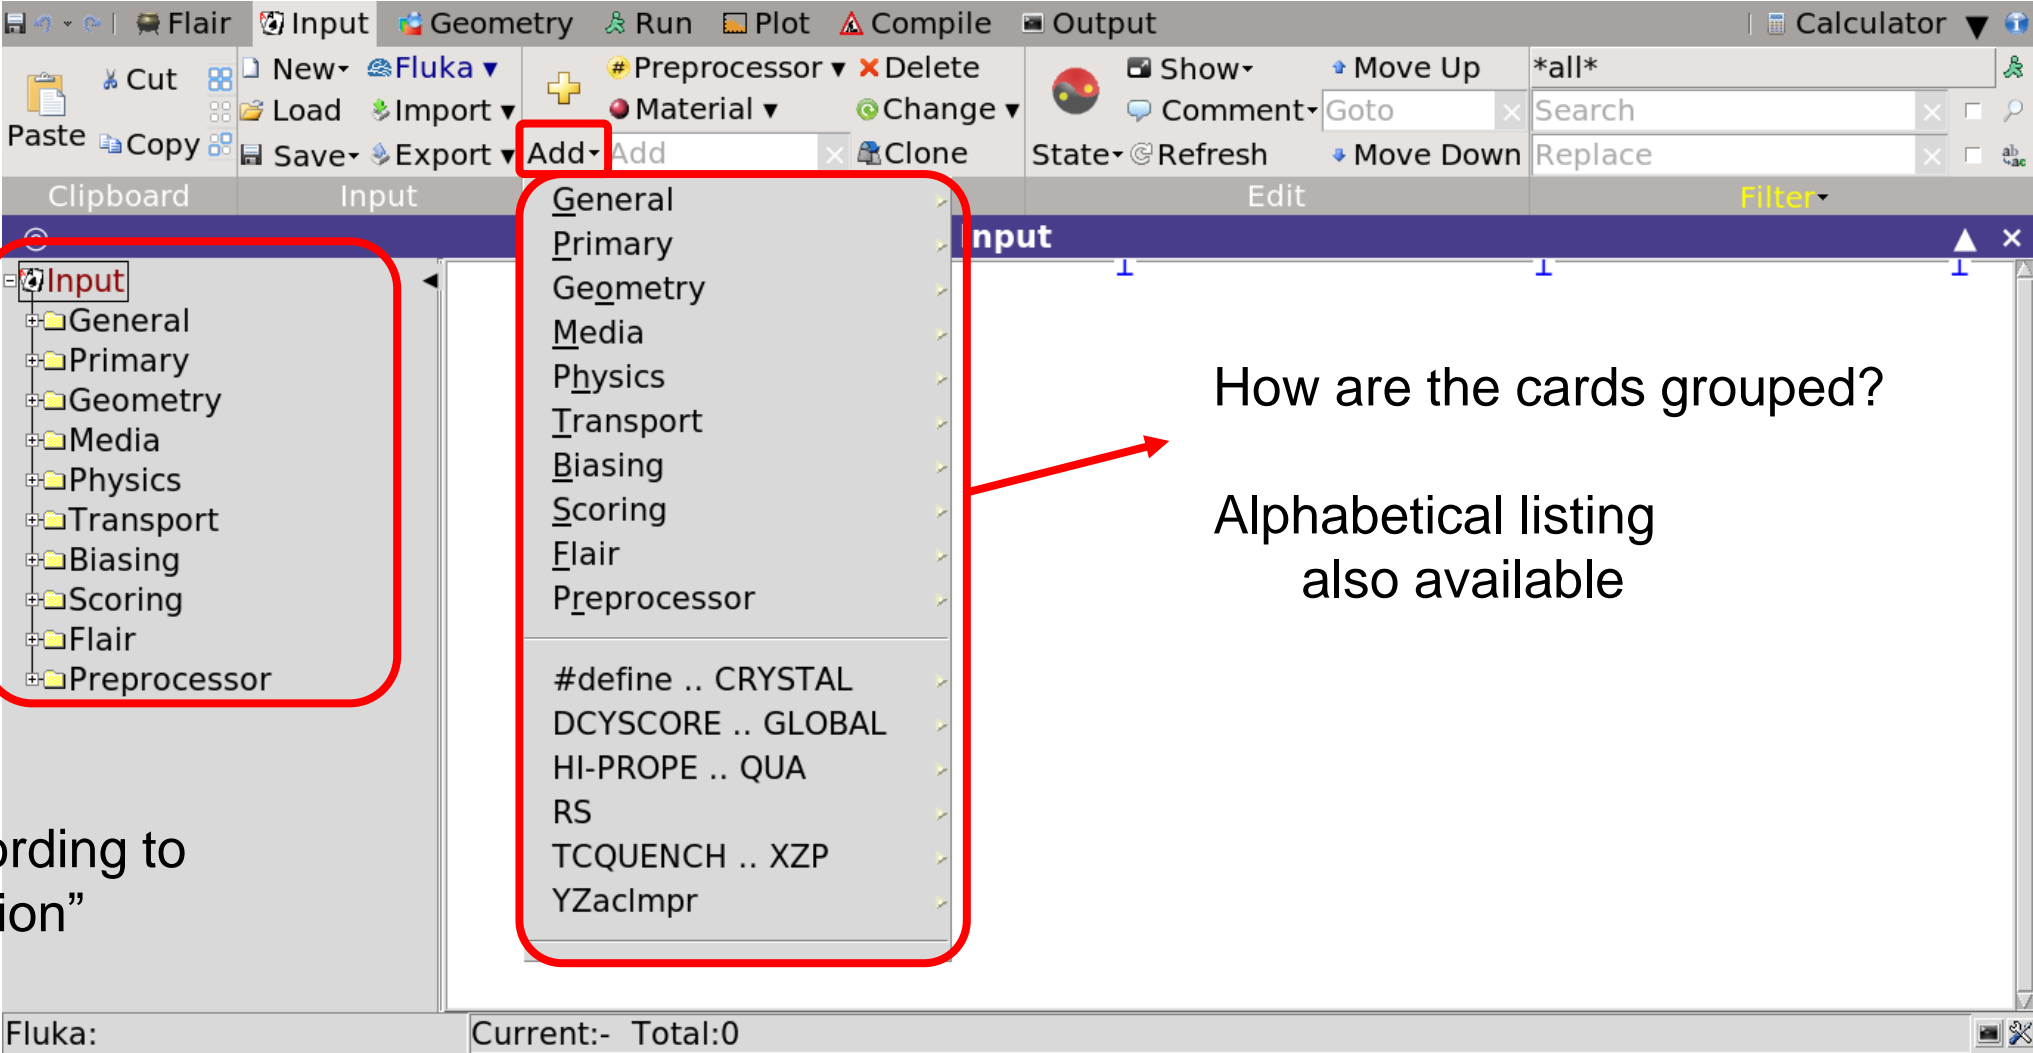 Flair Input Geometry Run Plot Compile Output Calculator
Cut New Fluka Preprocessor Delete Show Move Up *all*
Load Import Material Change Comment Goto Search
Paste Copy Save Export Add Add Clone State Refresh Move Down Replace
Clipboard Input Edit Filter
Input
Input
General
Primary
Geometry
Media
Physics
Transport
Biasing
Scoring
Flair
Preprocessor
General
Primary
Geometry
Media
Physics
Transport
Biasing
Scoring
Flair
Preprocessor
#define .. CRYSTAL
DCYSCORE .. GLOBAL
HI-PROPE .. QUA
RS
TCQUENCH .. XZP
YZacImpr
How are the cards grouped?
Alphabetical listing
also available
ording to
ion”
Fluka: Current:- Total:0